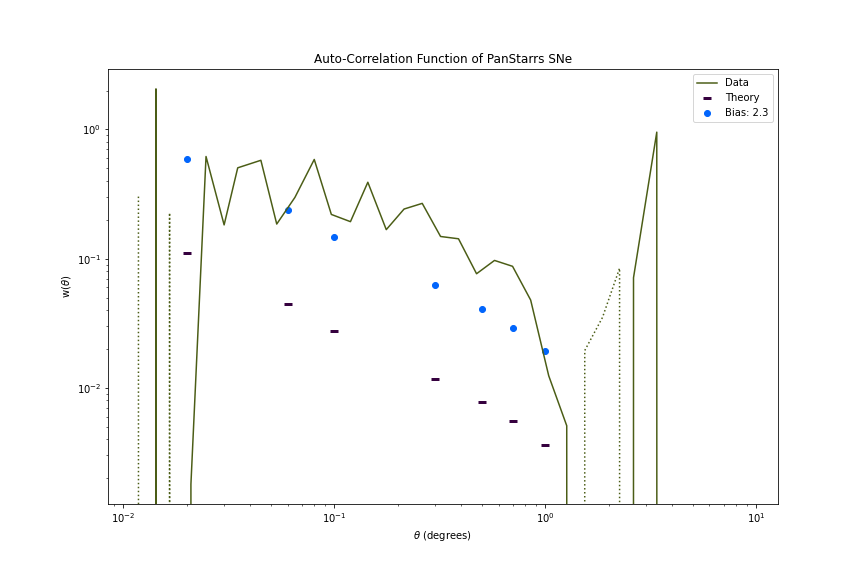 Auto-Correlation Function of PanStarrs SNe
Data
Theory
Bias: 2.3
w(θ)
10⁰
10⁻¹
10⁻²
10⁻² 10⁻¹ 10⁰ 10¹
θ (degrees)